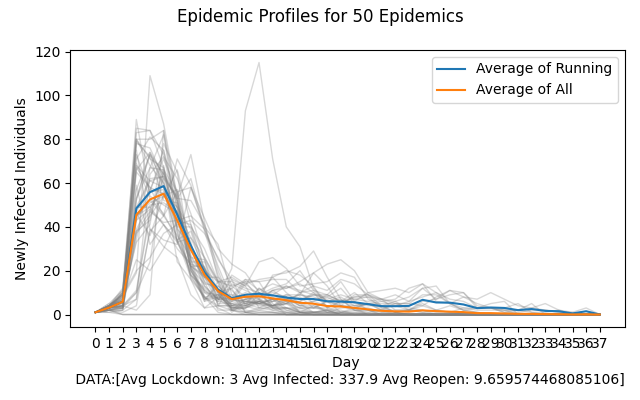 Epidemic Profiles for 50 Epidemics
120
100
80
60
40
20
0
Newly Infected Individuals
Average of Running
Average of All
0 1 2 3 4 5 6 7 8 9 10 11 12 13 14 15 16 17 18 19 20 21 22 23 24 25 26 27 28 29 30 31 32 33 34 35 36 37
Day
DATA:[Avg Lockdown: 3 Avg Infected: 337.9 Avg Reopen: 9.659574468085106]